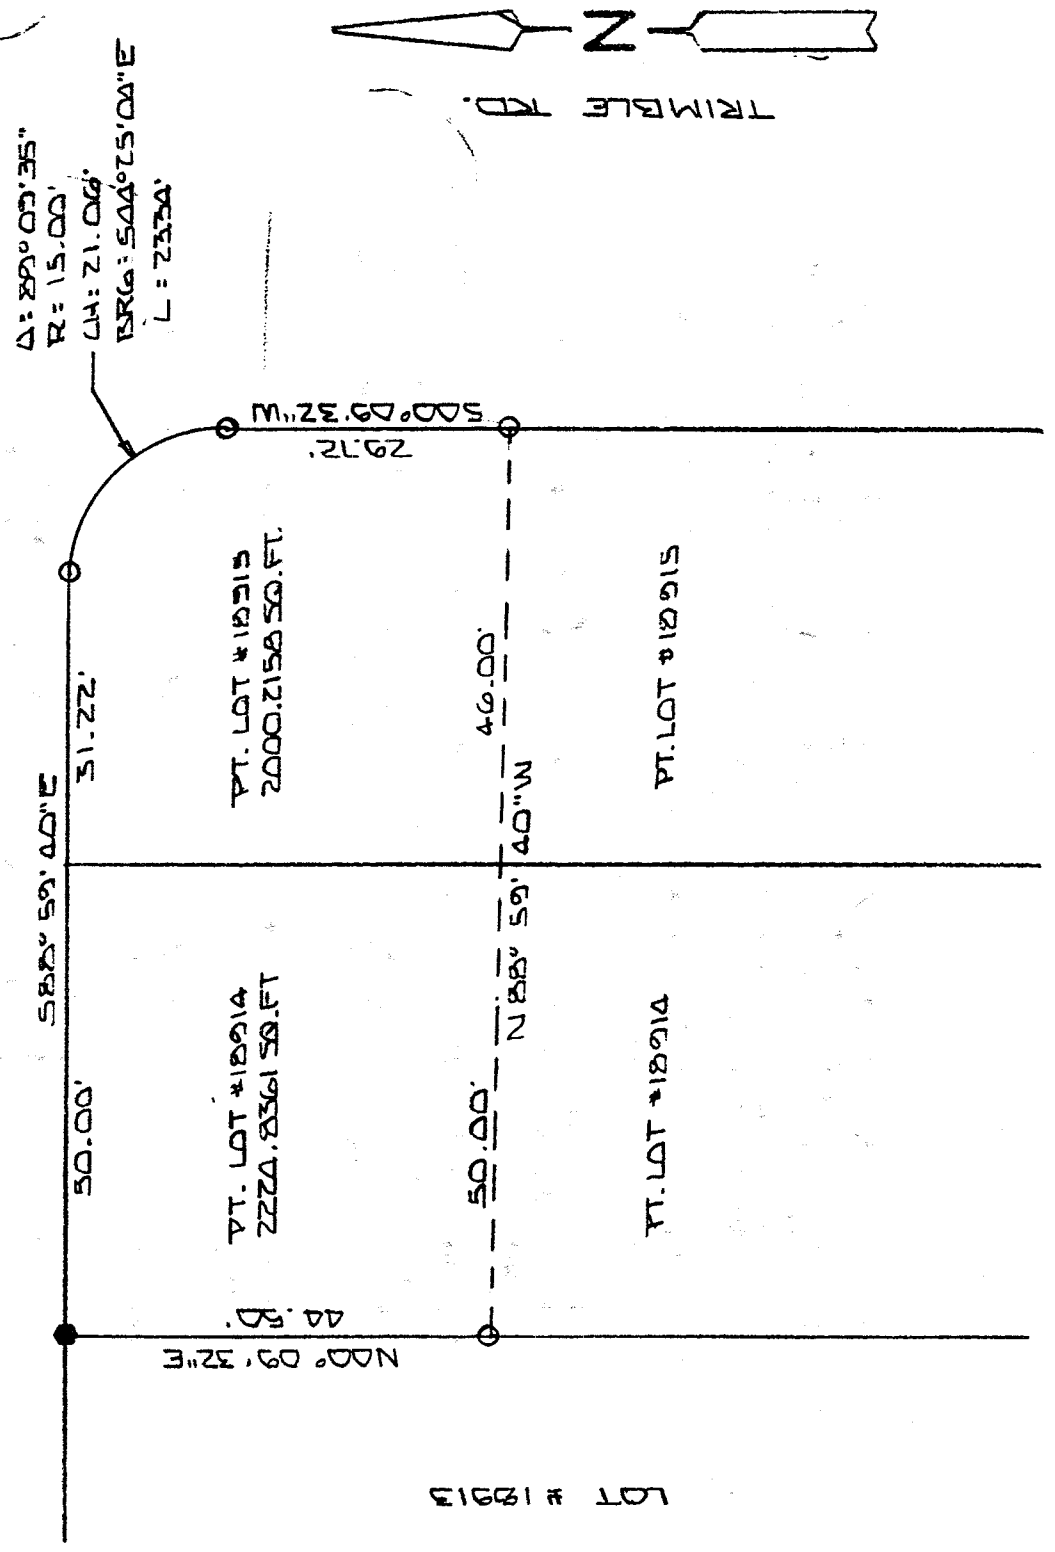 N
TRIMBLE RD.
Δ=89°09'35"
R=15.00'
CH=21.06'
BRG=S44°25'04"E
L=23.34'
S88° 59' 40"E
50.00'
31.22'
S00°09'32"W
29.72'
PT. LOT #18915
2000.2158 SQ.FT.
PT. LOT #18914
2224.8361 SQ.FT
N00°09'32"E
44.50'
50.00'
46.00'
N 88° 59' 40"W
PT. LOT #18915
PT. LOT #18914
LOT #18913